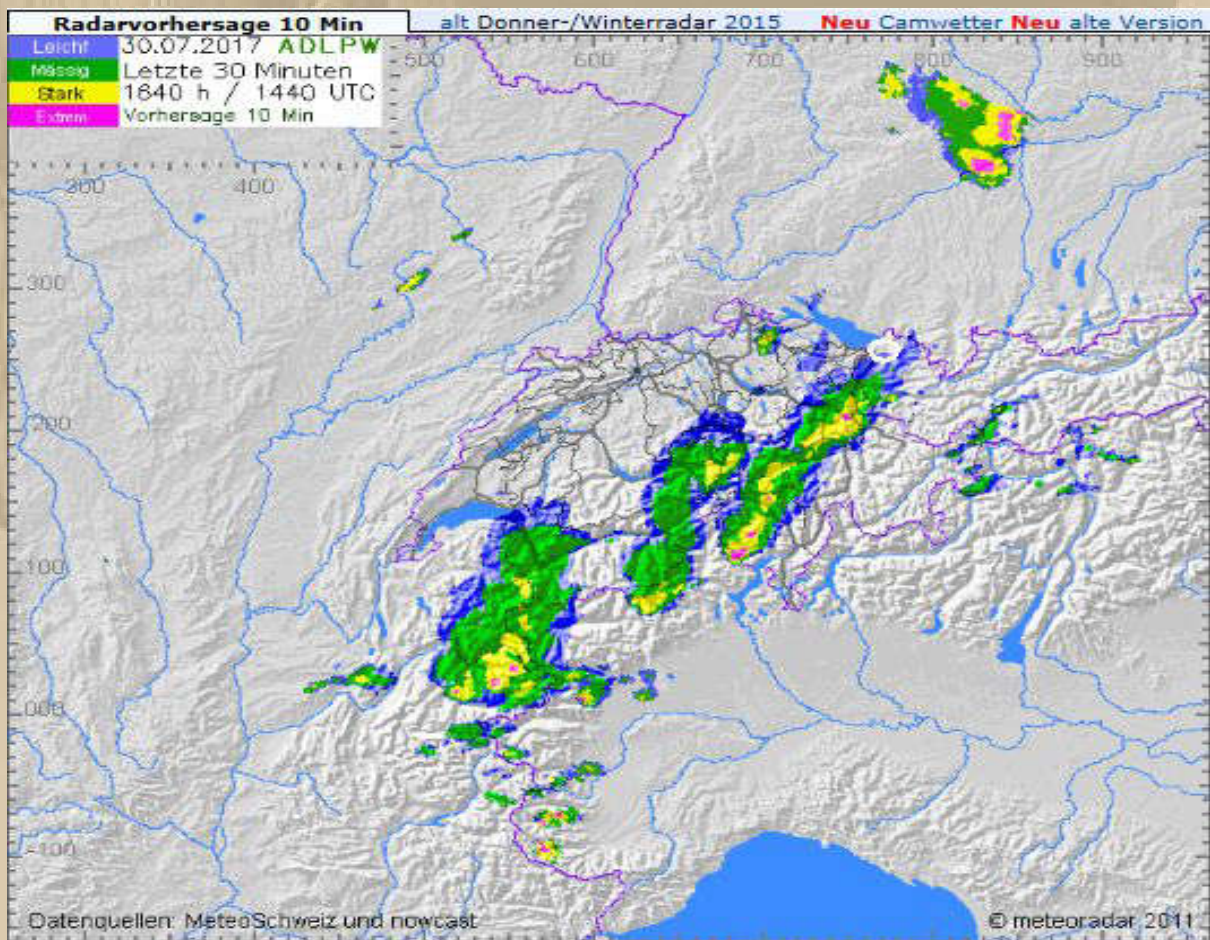 Radarvorhersage 10 Min alt Donner-/Winterradar 2015 Neu Camwetter Neu alte Version
Leicht 30.07.2017 ADLPW
Mässig Letzte 30 Minuten
Stark 1640 h / 1440 UTC
Extrem Vorhersage 10 Min
500 600 700 800 900
300 400
300
200
100
000
-100
Datenquellen: MeteoSchweiz und nowcast © meteoradar 2011